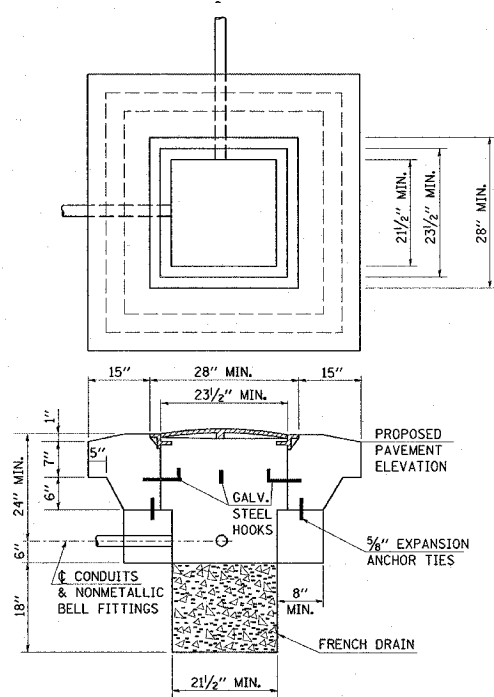 21½" MIN.
23½" MIN.
28" MIN.
15"
28" MIN.
15"
23½" MIN.
1"
7"
5"
6"
24" MIN.
6"
18"
PROPOSED
PAVEMENT
ELEVATION
GALV.
STEEL
HOOKS
⅝" EXPANSION
ANCHOR TIES
℄ CONDUITS
& NONMETALLIC
BELL FITTINGS
8"
MIN.
FRENCH DRAIN
21½" MIN.